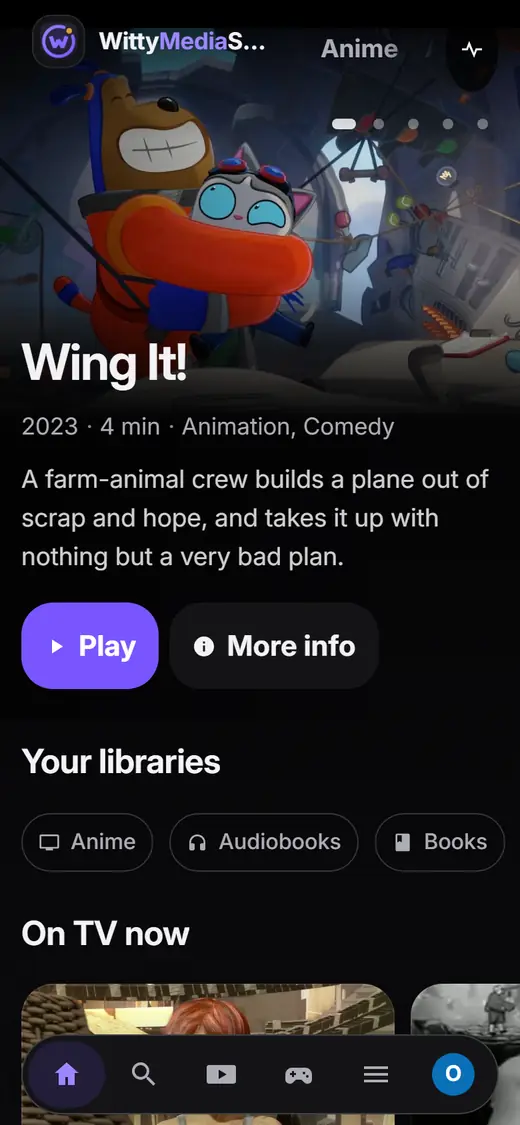 WittyMediaS...
Anime
Wing It!
2023 · 4 min · Animation, Comedy
A farm-animal crew builds a plane out of
scrap and hope, and takes it up with
nothing but a very bad plan.
Play
More info
Your libraries
Anime
Audiobooks
Books
On TV now
O